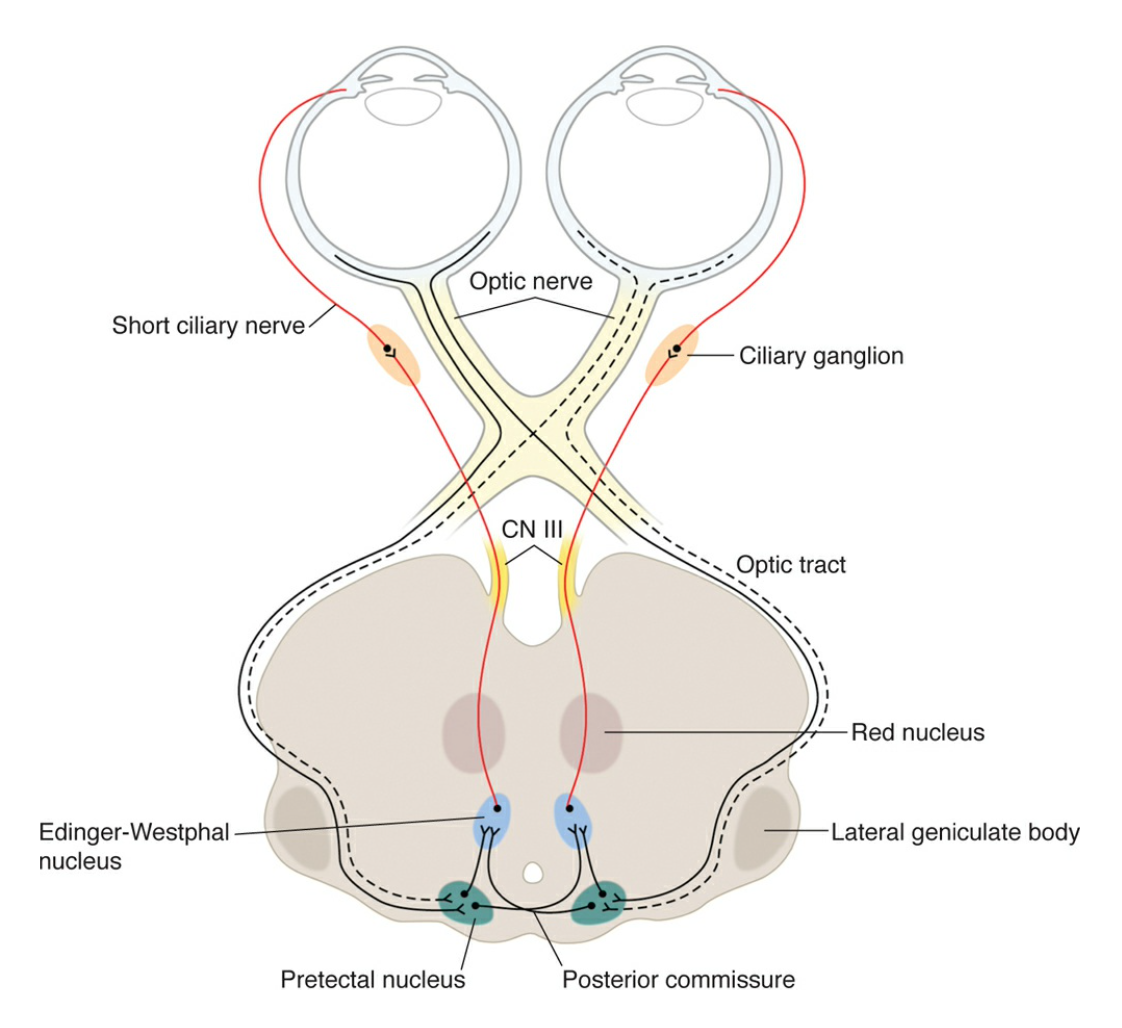 Optic nerve
Short ciliary nerve
Ciliary ganglion
CN III
Optic tract
Red nucleus
Edinger-Westphal
nucleus
Lateral geniculate body
Pretectal nucleus
Posterior commissure